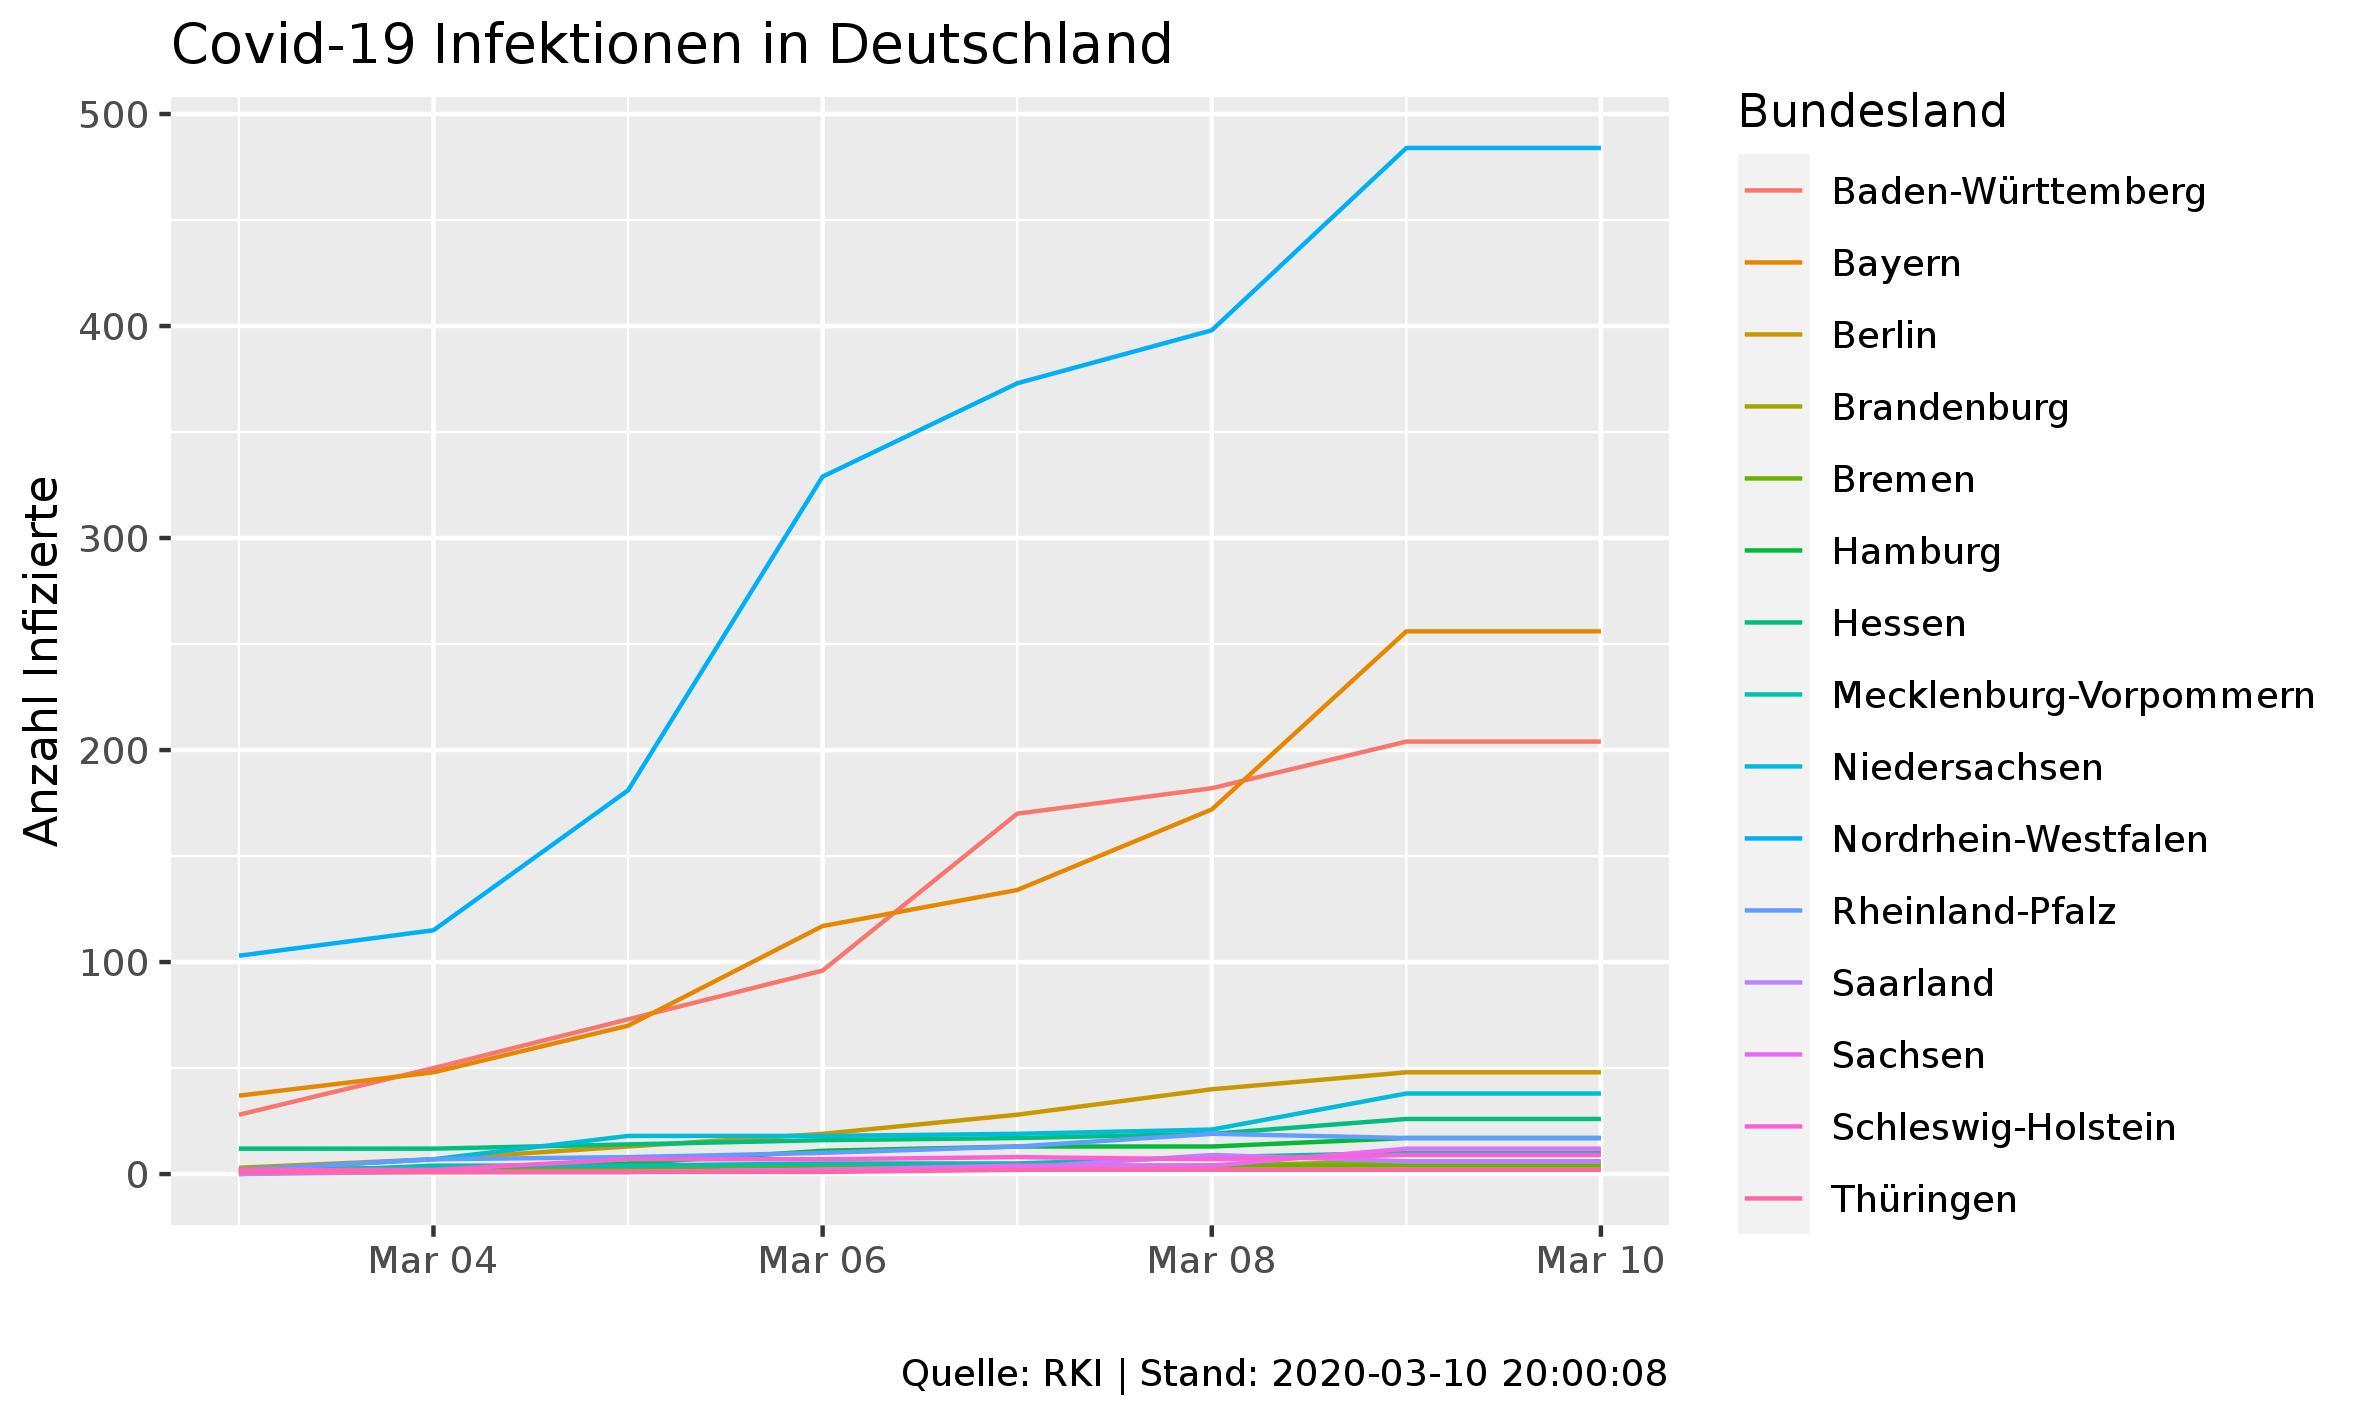 Covid-19 Infektionen in Deutschland
Anzahl Infizierte
500
400
300
200
100
0
Mar 04
Mar 06
Mar 08
Mar 10
Bundesland
Baden-Württemberg
Bayern
Berlin
Brandenburg
Bremen
Hamburg
Hessen
Mecklenburg-Vorpommern
Niedersachsen
Nordrhein-Westfalen
Rheinland-Pfalz
Saarland
Sachsen
Schleswig-Holstein
Thüringen
Quelle: RKI | Stand: 2020-03-10 20:00:08